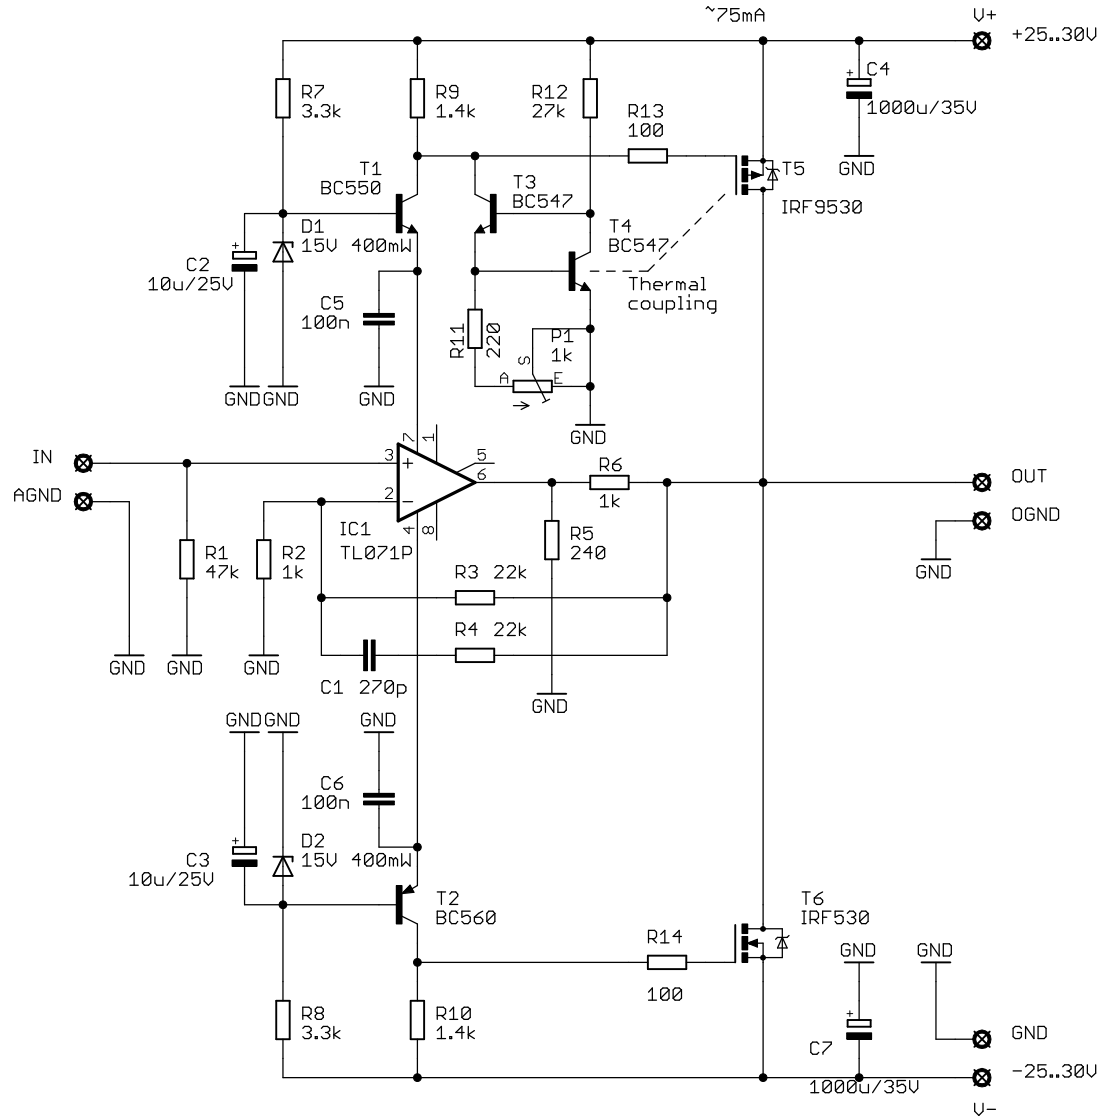 ~75mA
V+
+25..30V
C4
+
1000u/35V
GND
R7
3.3k
R9
1.4k
R12
27k
R13
100
T1
BC550
T3
BC547
T5
IRF9530
D1
15V 400mW
T4
BC547
+
C2
10u/25V
Thermal
coupling
C5
100n
R11
220
P1
1k
S
A
E
GND
GND
GND
GND
IN
AGND
3
+
7
1
5
6
2
-
4
8
IC1
TL071P
R6
1k
OUT
OGND
GND
R1
47k
R2
1k
R5
240
R3 22k
R4 22k
C1 270p
GND
GND
GND
GND
GND
GND
GND
C6
100n
+
C3
10u/25V
D2
15V 400mW
T2
BC560
T6
IRF530
R14
100
GND
GND
R8
3.3k
R10
1.4k
+
C7
1000u/35V
GND
-25..30V
V-